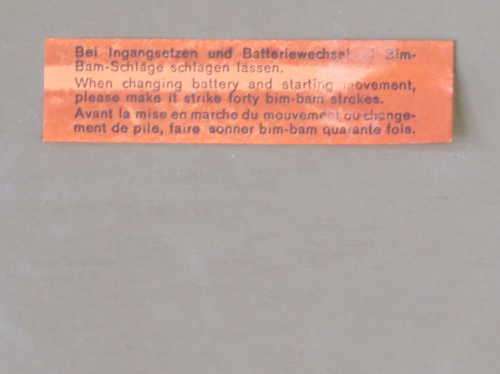 Bei Ingangsetzen und Batteriewechsel Bim-
Bam-Schläge schlagen lassen.
When changing battery and starting movement,
please make it strike forty bim-bam strokes.
Avant la mise en marche du mouvement ou change-
ment de pile, faire sonner bim-bam quarante fois.